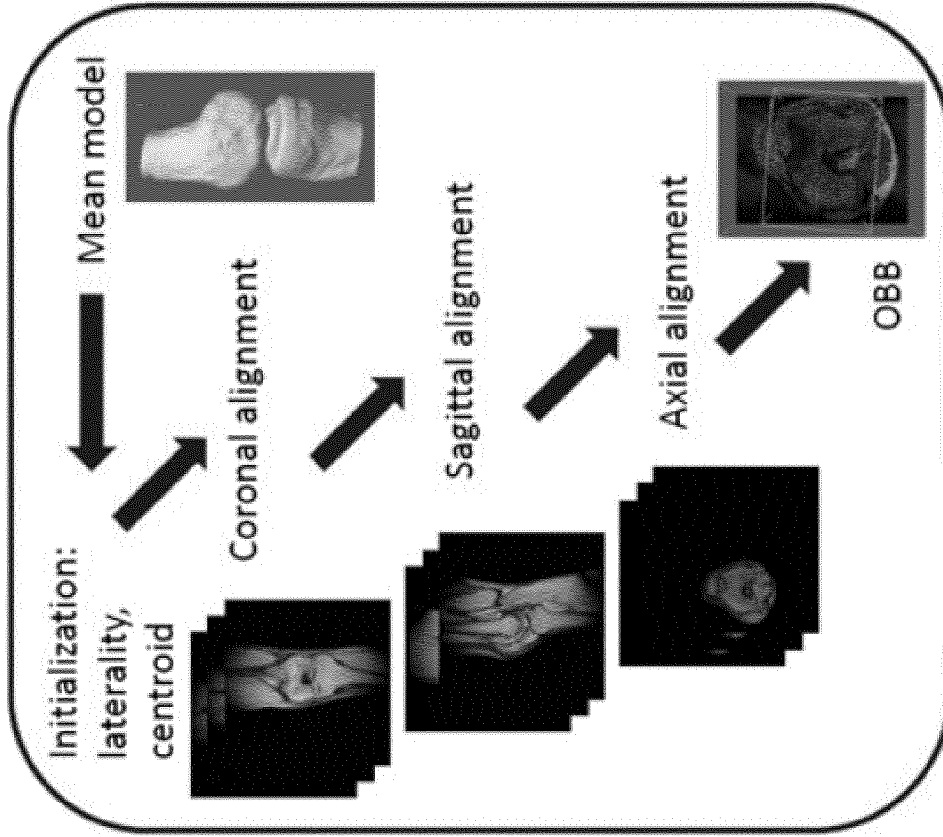 Initialization:
laterality,
centroid
Mean model
Coronal alignment
Sagittal alignment
Axial alignment
OBB